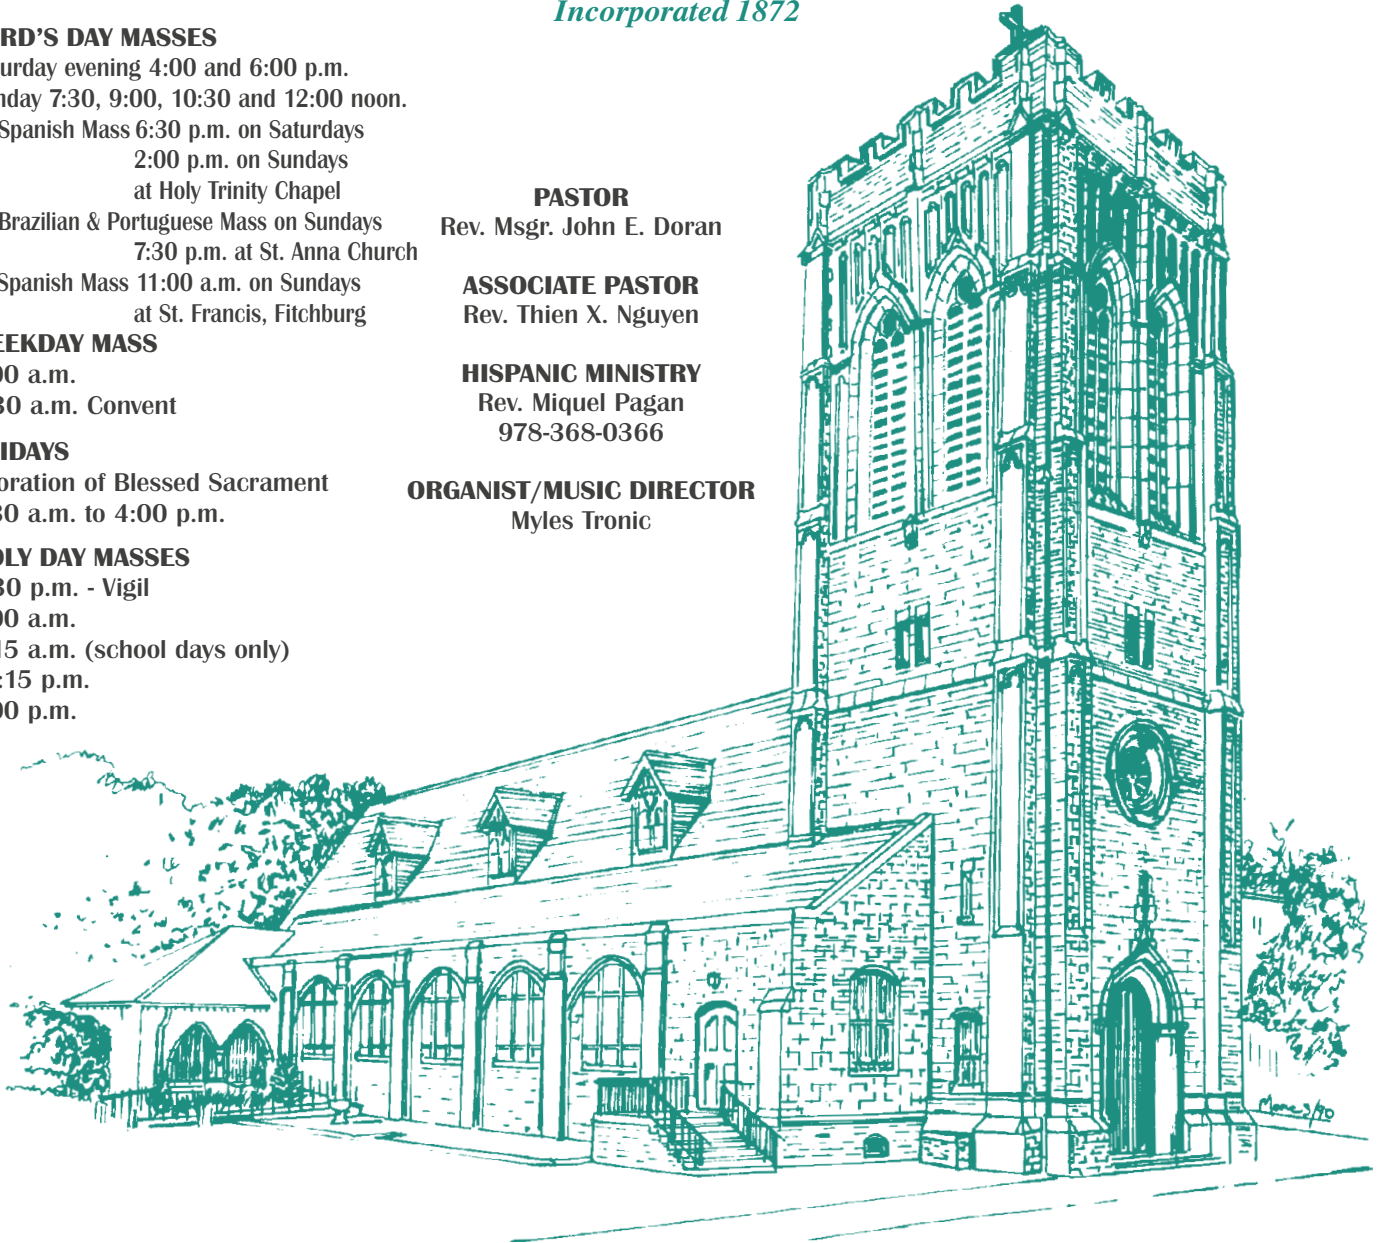 Incorporated 1872
RD'S DAY MASSES
urday evening 4:00 and 6:00 p.m.
nday 7:30, 9:00, 10:30 and 12:00 noon.
Spanish Mass 6:30 p.m. on Saturdays
2:00 p.m. on Sundays
at Holy Trinity Chapel
Brazilian & Portuguese Mass on Sundays
7:30 p.m. at St. Anna Church
Spanish Mass 11:00 a.m. on Sundays
at St. Francis, Fitchburg
EEKDAY MASS
00 a.m.
30 a.m. Convent
IDAYS
oration of Blessed Sacrament
30 a.m. to 4:00 p.m.
OLY DAY MASSES
30 p.m. - Vigil
00 a.m.
15 a.m. (school days only)
:15 p.m.
00 p.m.
PASTOR
Rev. Msgr. John E. Doran
ASSOCIATE PASTOR
Rev. Thien X. Nguyen
HISPANIC MINISTRY
Rev. Miquel Pagan
978-368-0366
ORGANIST/MUSIC DIRECTOR
Myles Tronic